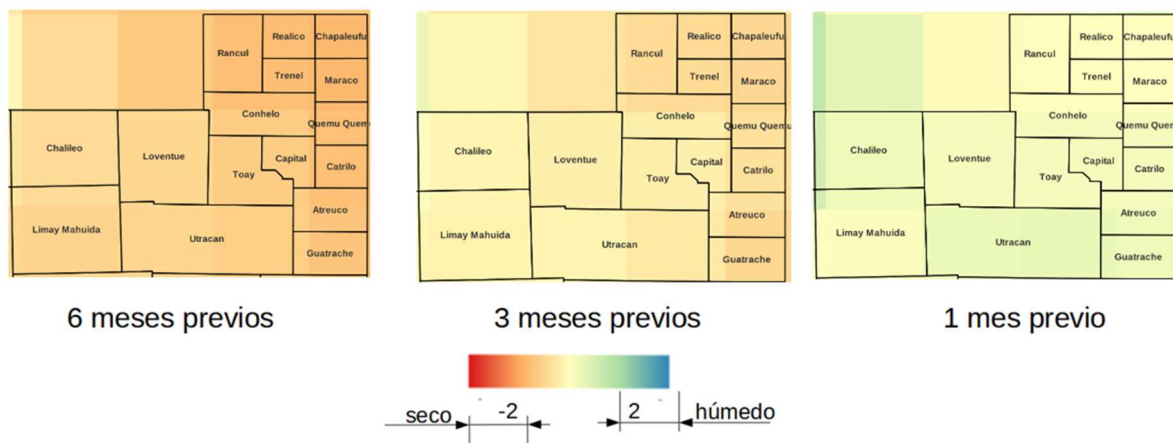 Rancul
Realico
Chapaleufu
Trenel
Maraco
Conhelo
Quemu Quemu
Chalileo
Loventue
Toay
Capital
Catrilo
Limay Mahuida
Utracan
Atreuco
Guatrache
6 meses previos
Rancul
Realico
Chapaleufu
Trenel
Maraco
Conhelo
Quemu Quemu
Chalileo
Loventue
Toay
Capital
Catrilo
Limay Mahuida
Utracan
Atreuco
Guatrache
3 meses previos
Rancul
Realico
Chapaleufu
Trenel
Maraco
Conhelo
Quemu Quemu
Chalileo
Loventue
Toay
Capital
Catrilo
Limay Mahuida
Utracan
Atreuco
Guatrache
1 mes previo
seco -2 2 húmedo